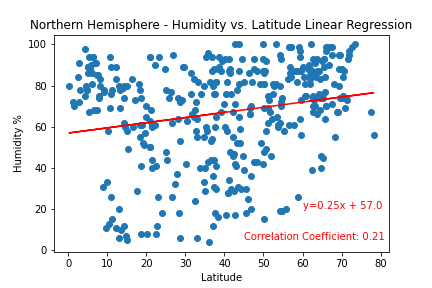 Northern Hemisphere - Humidity vs. Latitude Linear Regression
100
80
60
40
20
0
Humidity %
y=0.25x + 57.0
Correlation Coefficient: 0.21
0 10 20 30 40 50 60 70 80
Latitude